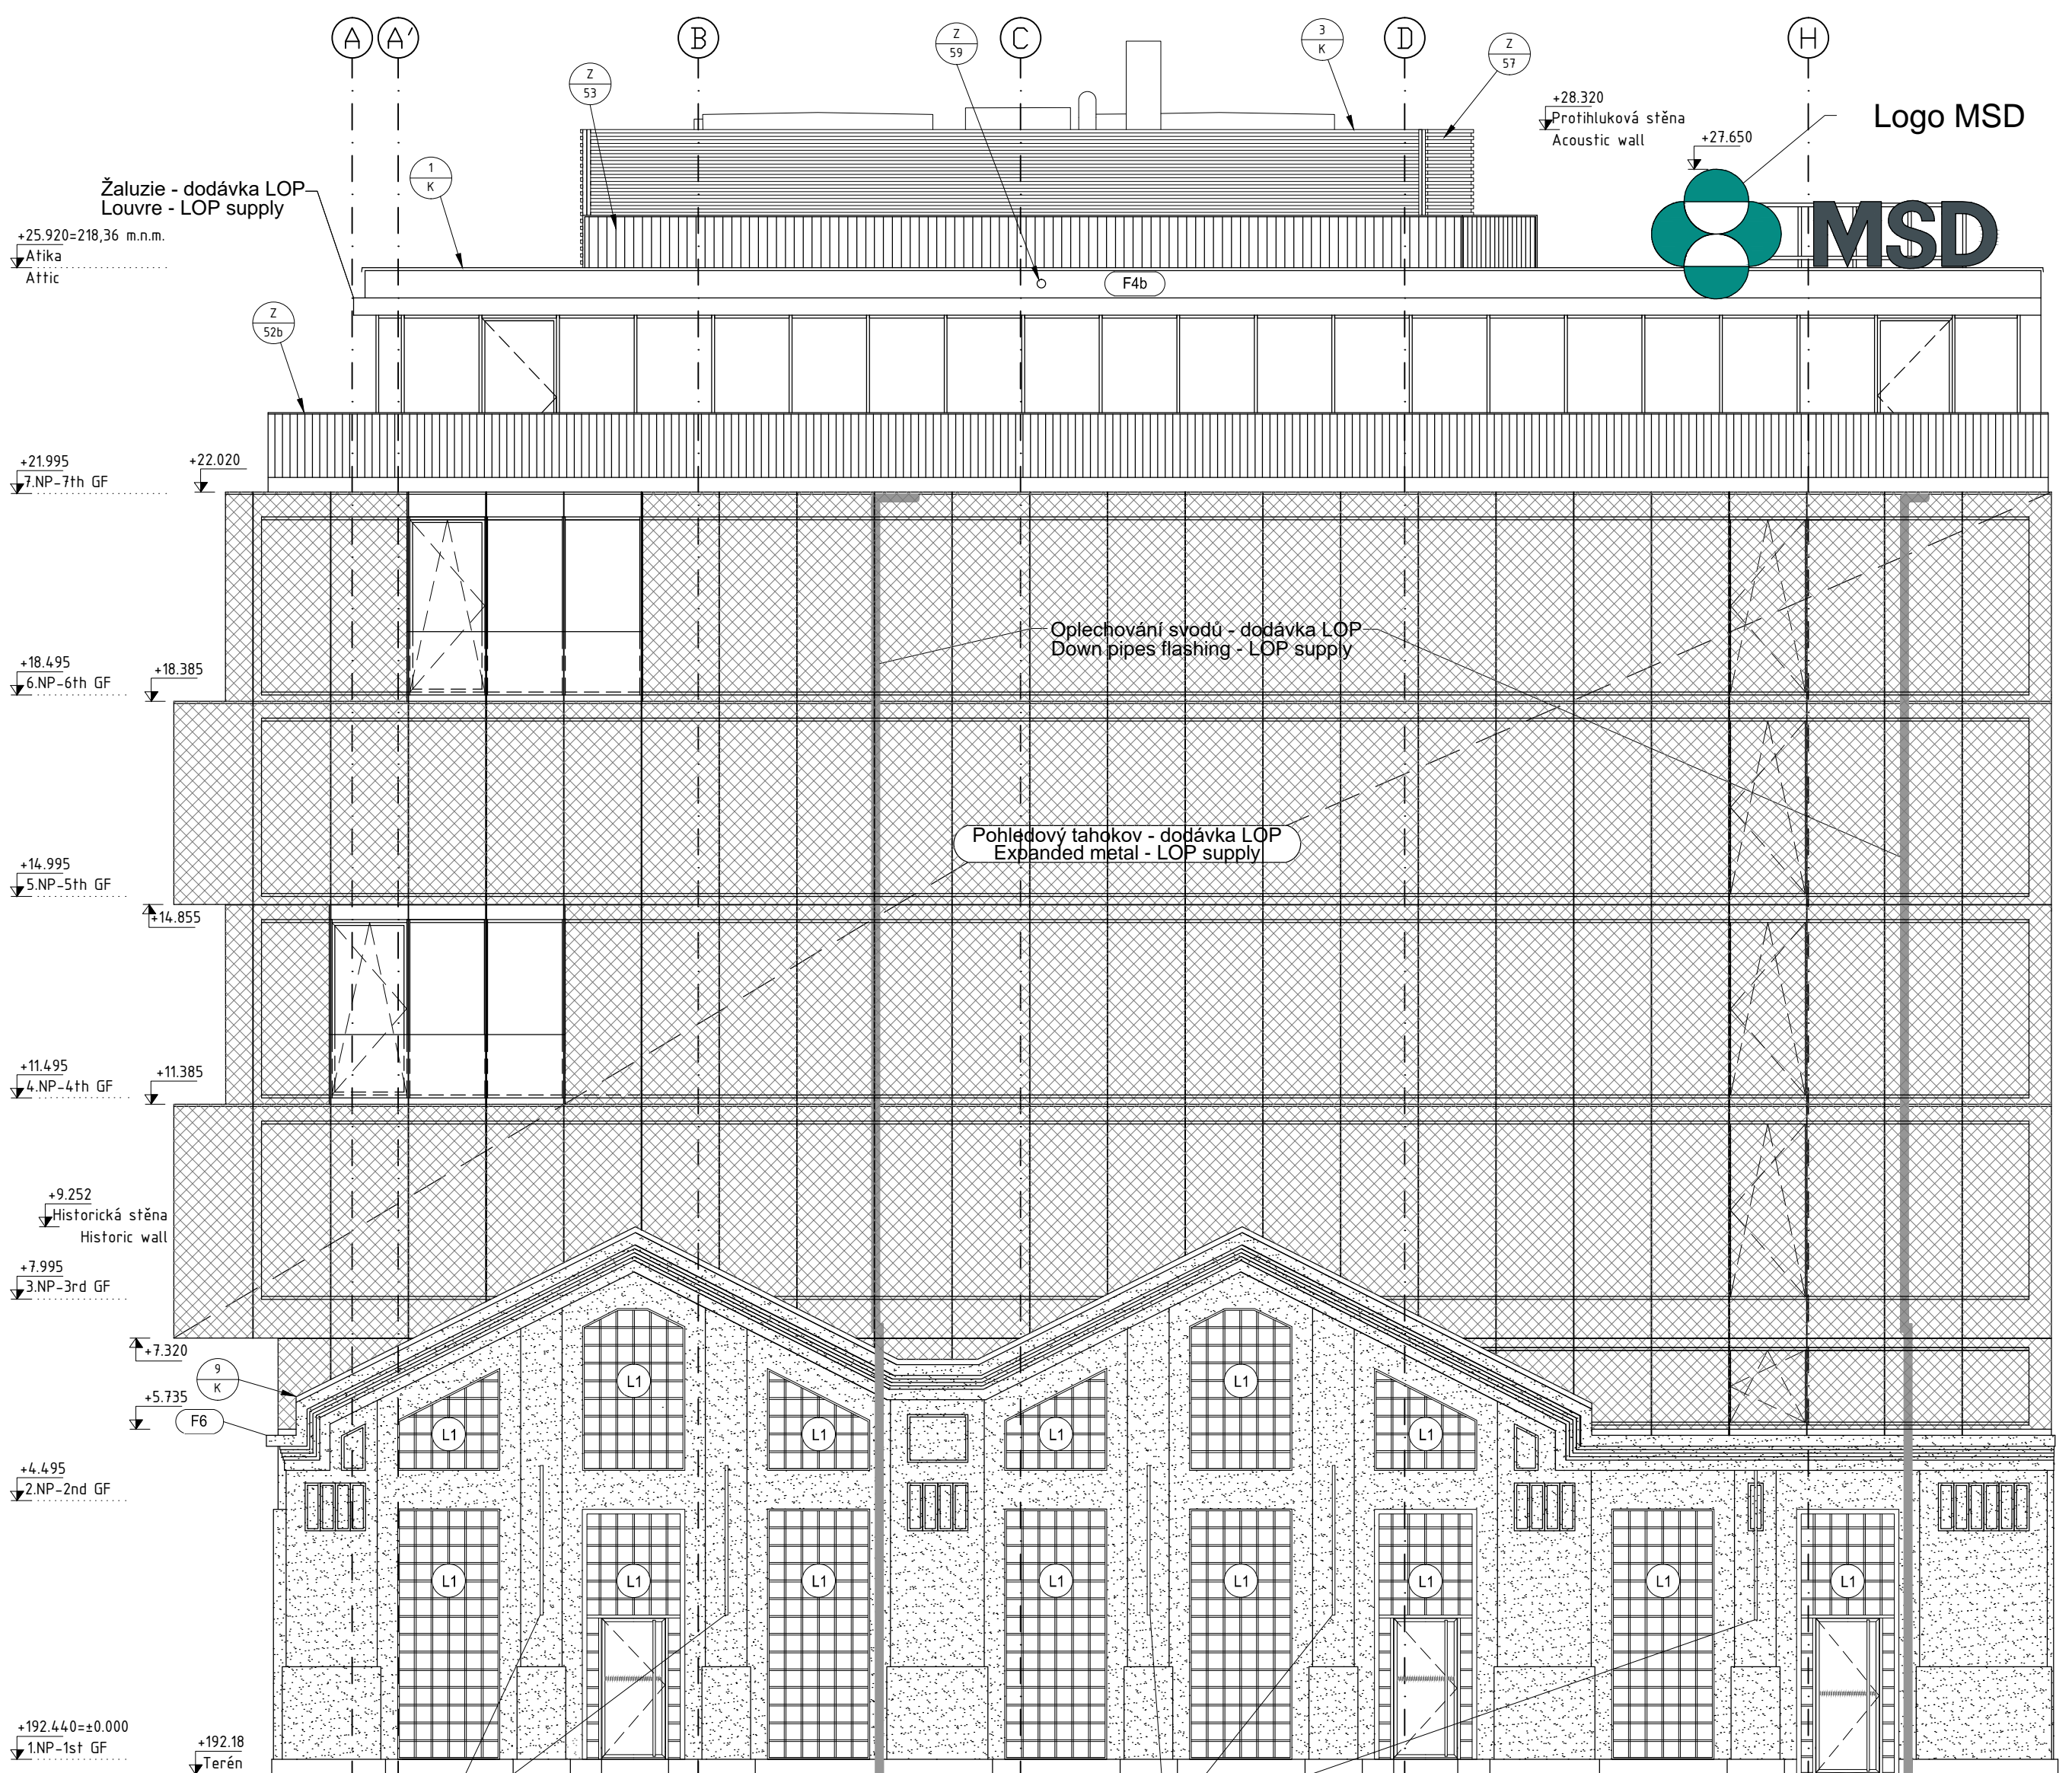 A
A'
B
C
D
H
Z
59
3
K
Z
57
Z
53
+28.320
Protihluková stěna
Acoustic wall
Logo MSD
+27.650
1
K
Žaluzie - dodávka LOP
Louvre - LOP supply
MSD
+25.920=218,36 m.n.m.
Atika
Attic
F4b
Z
52b
+21.995
7.NP-7th GF
+22.020
Oplechování svodů - dodávka LOP
Down pipes flashing - LOP supply
+18.495
6.NP-6th GF
+18.385
Pohledový tahokov - dodávka LOP
Expanded metal - LOP supply
+14.995
5.NP-5th GF
+14.855
+11.495
4.NP-4th GF
+11.385
+9.252
Historická stěna
Historic wall
+7.995
3.NP-3rd GF
+7.320
9
K
+5.735
F6
L1
L1
L1
L1
L1
L1
+4.495
2.NP-2nd GF
L1
L1
L1
L1
L1
L1
L1
L1
+192.440=±0.000
1.NP-1st GF
+192.18
Terén